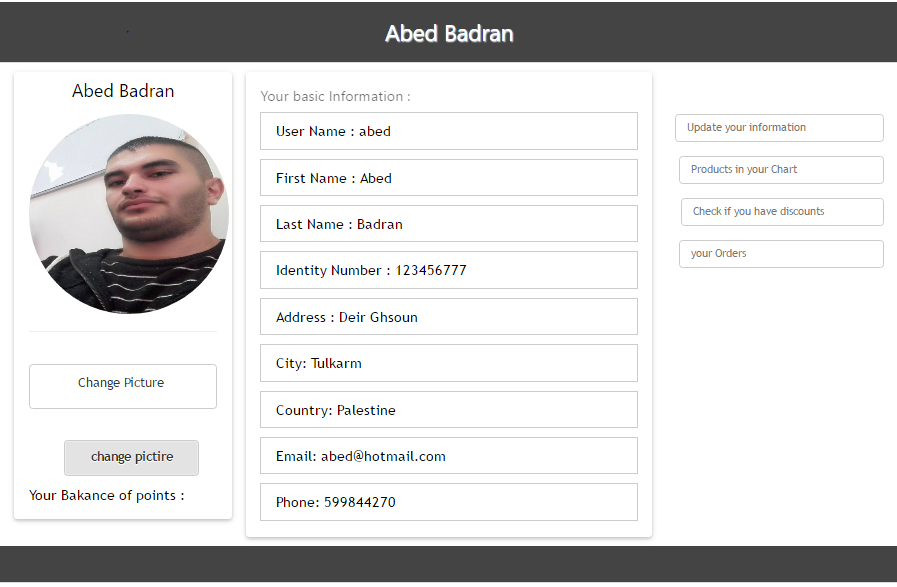 Abed Badran
Abed Badran
Change Picture
change pictire
Your Bakance of points :
Your basic Information :
User Name : abed
First Name : Abed
Last Name : Badran
Identity Number : 123456777
Address : Deir Ghsoun
City: Tulkarm
Country: Palestine
Email: abed@hotmail.com
Phone: 599844270
Update your information
Products in your Chart
Check if you have discounts
your Orders